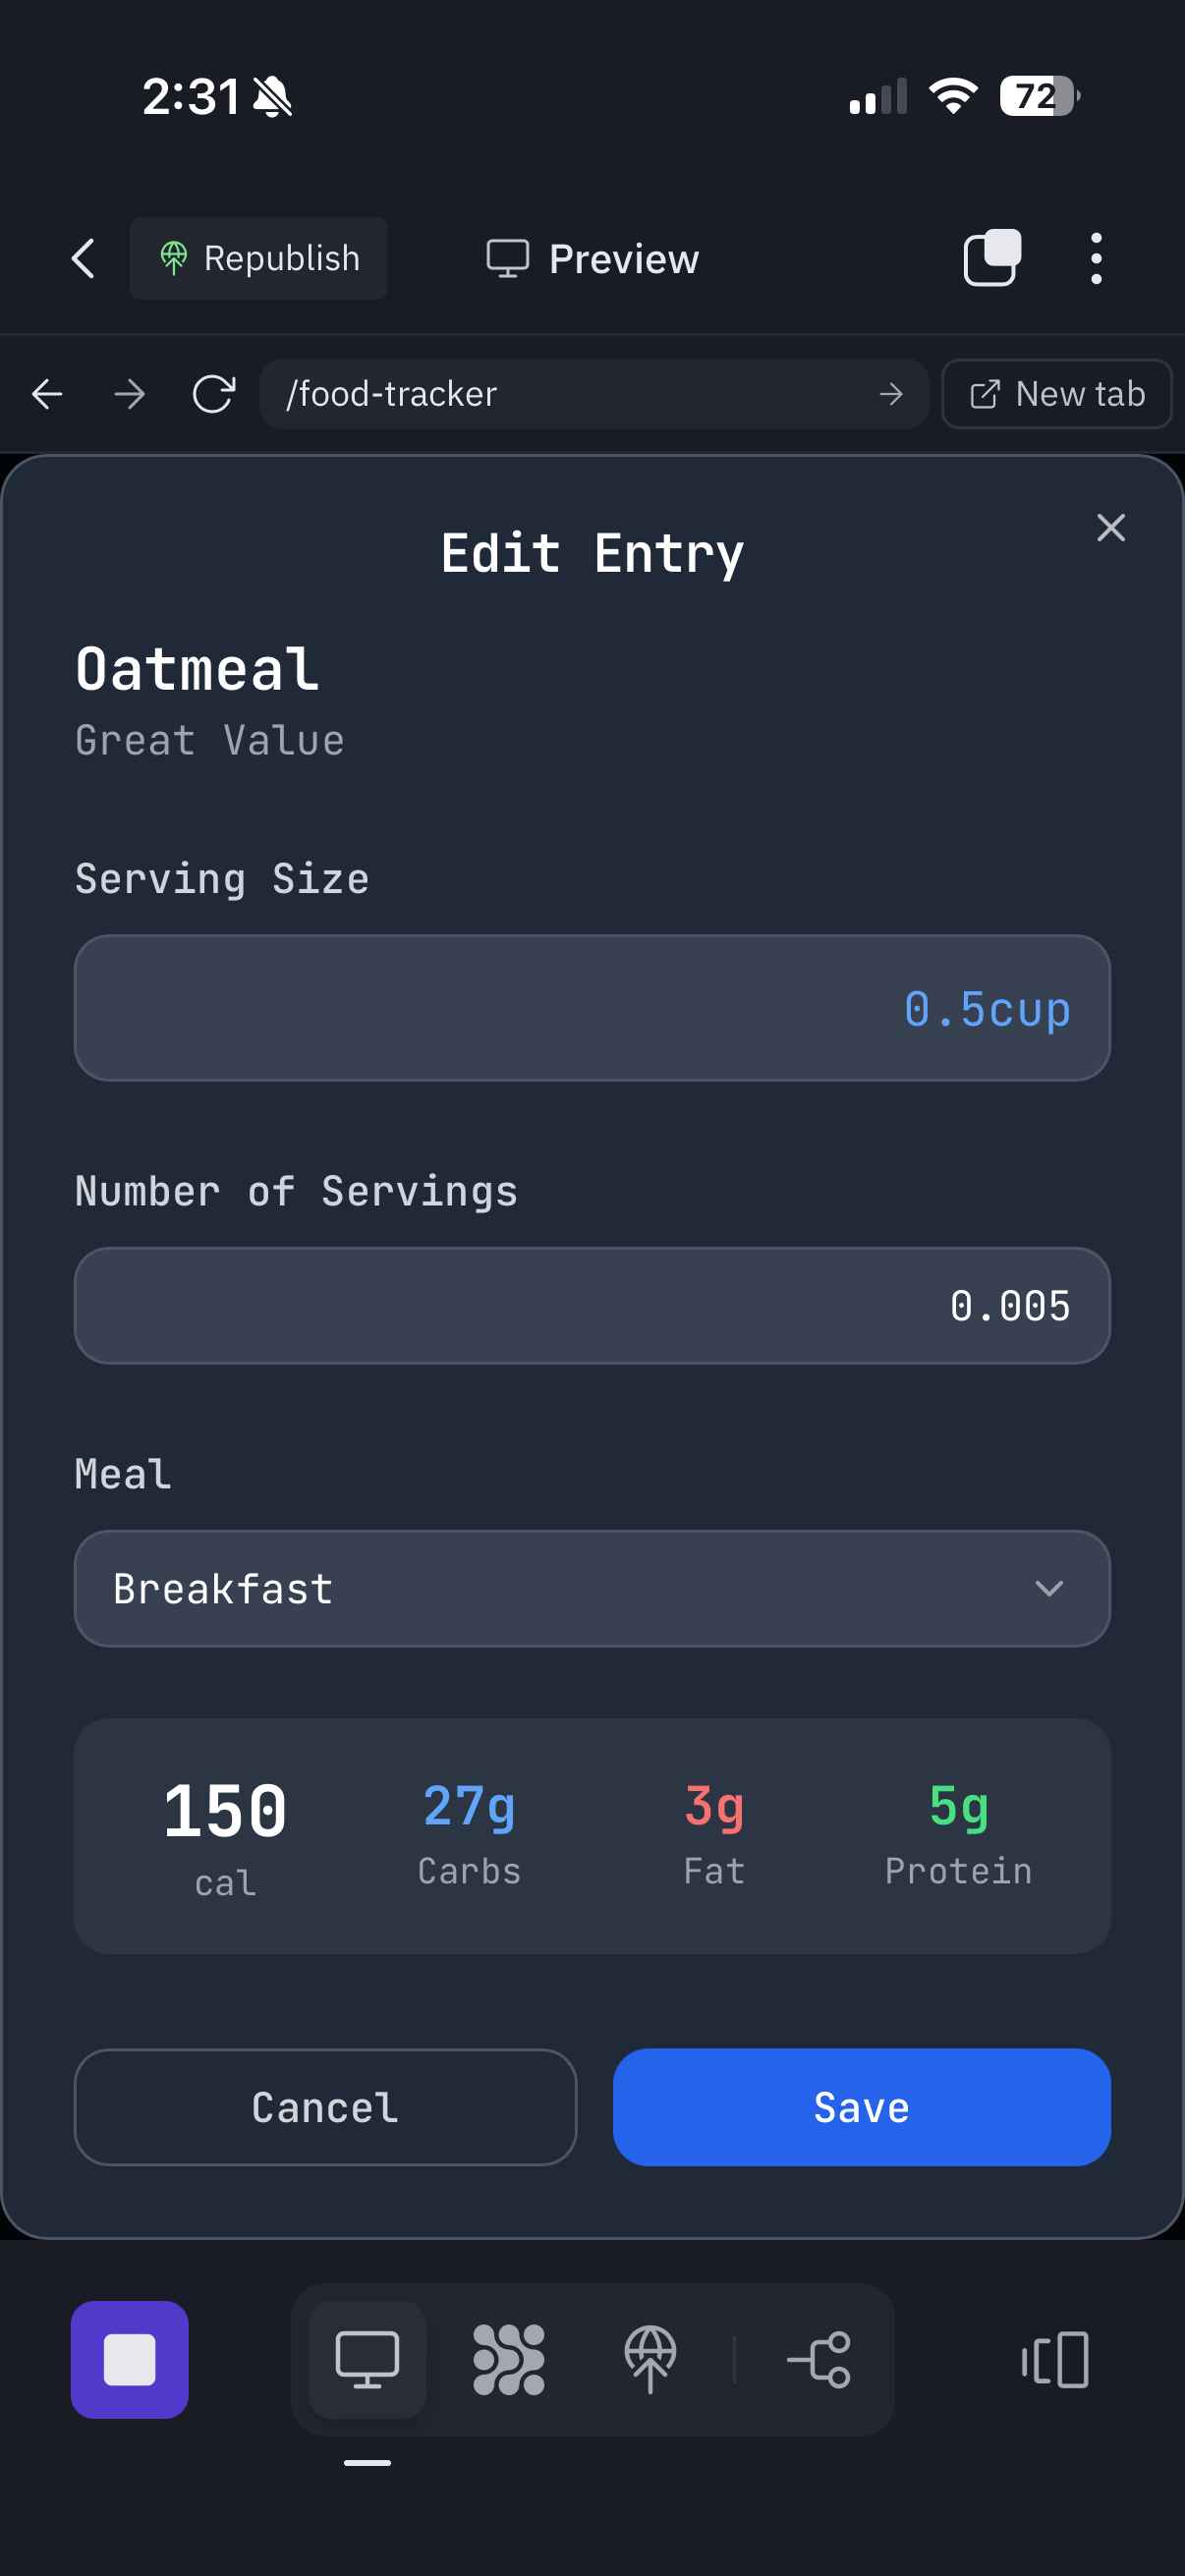 2:31
72
Republish
Preview
/food-tracker
New tab
Edit Entry
Oatmeal
Great Value
Serving Size
0.5cup
Number of Servings
0.005
Meal
Breakfast
150 27g 3g 5g
cal Carbs Fat Protein
Cancel Save